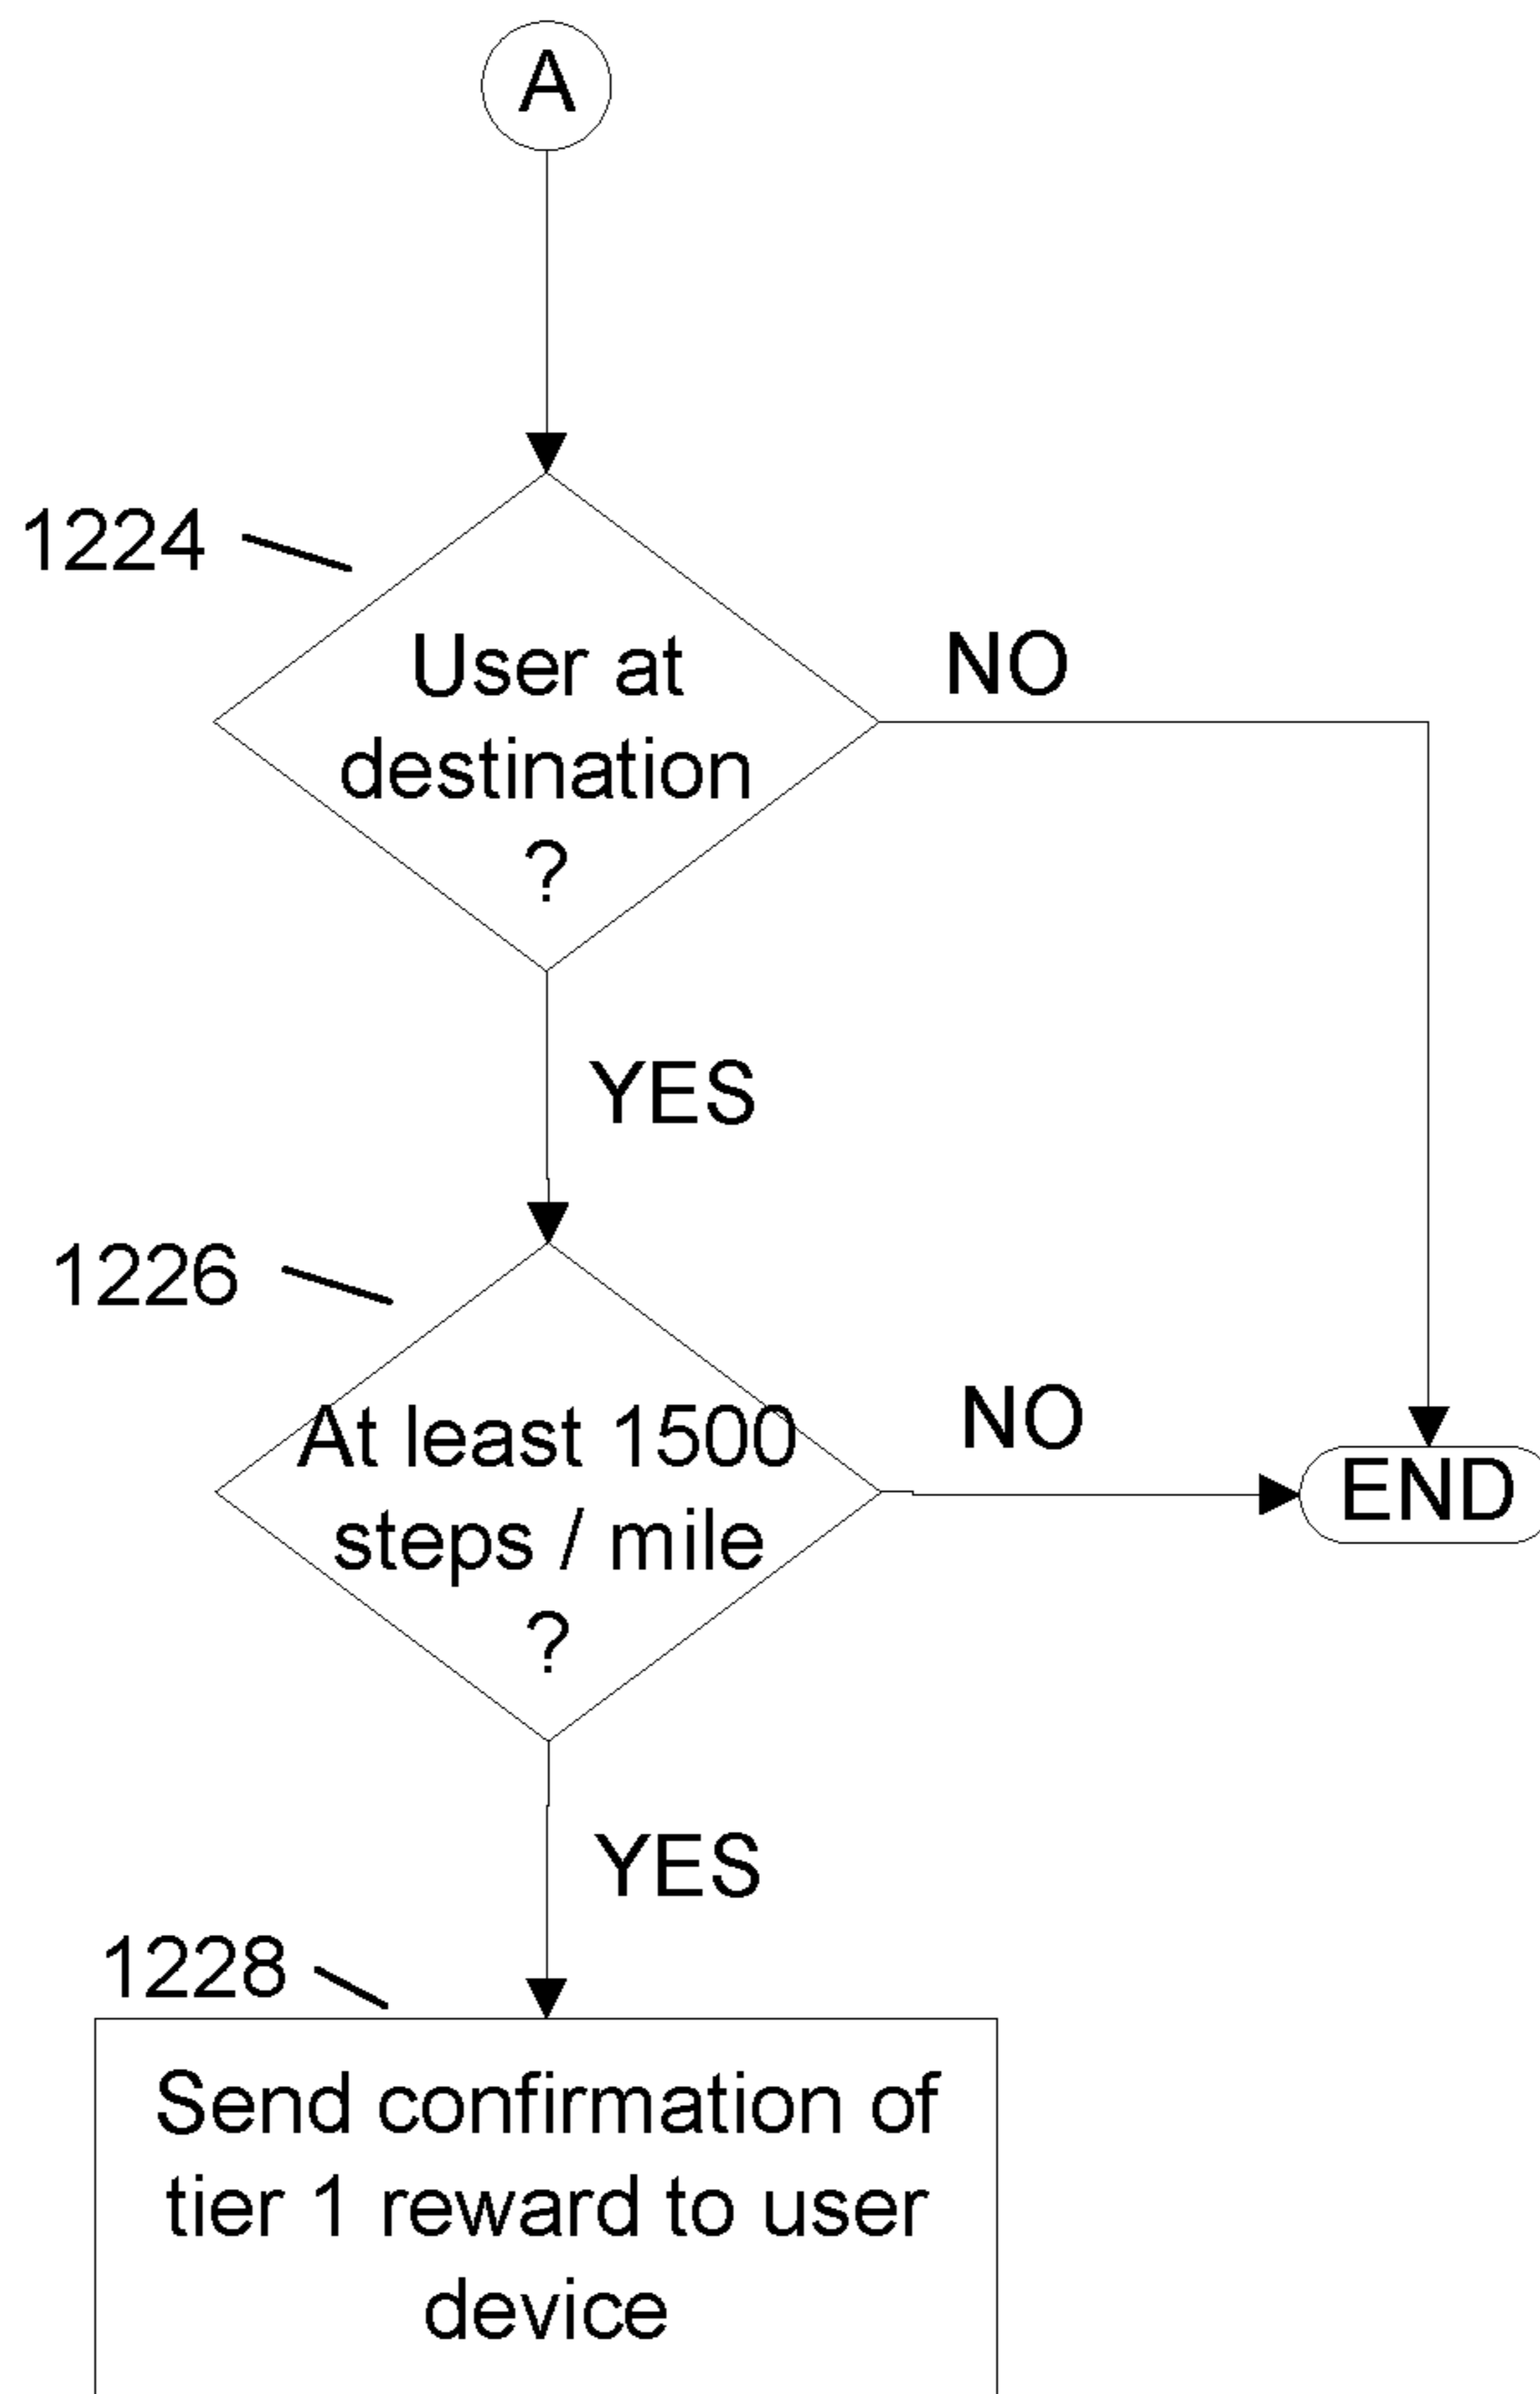 A
1224
User at
destination
?
NO
YES
1226
At least 1500
steps / mile
?
NO
END
YES
1228
Send confirmation of
tier 1 reward to user
device